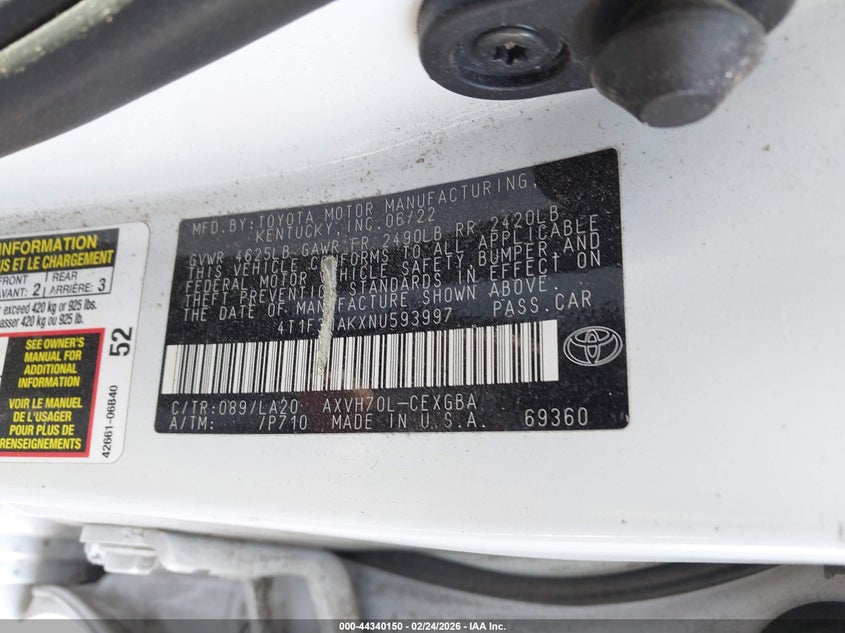 INFORMATION
US ET LE CHARGEMENT
FRONT
AVANT: 2
REAR
ARRIÈRE: 3
exceed 420 kg or 925 lbs.
passer 420 kg ou 925 lb.
SEE OWNER'S
MANUAL FOR
ADDITIONAL
INFORMATION
VOIR LE MANUEL
DE L'USAGER
POUR PLUS DE
RENSEIGNEMENTS
52
42661-06B40
MFD.BY:TOYOTA MOTOR MANUFACTURING,
KENTUCKY, INC. 06/22
GVWR 4625LB GAWR FR 2490LB RR 2420LB
THIS VEHICLE CONFORMS TO ALL APPLICABLE
FEDERAL MOTOR VEHICLE SAFETY, BUMPER AND
THEFT PREVENTION STANDARDS IN EFFECT ON
THE DATE OF MANUFACTURE SHOWN ABOVE.
4T1F3 AKXNU593997 PASS.CAR
C/TR:089/LA20 AXVH70L-CEXGBA
A/TM: /P710 MADE IN U.S.A. 69360
000-44340150 - 02/24/2026 - IAA Inc.